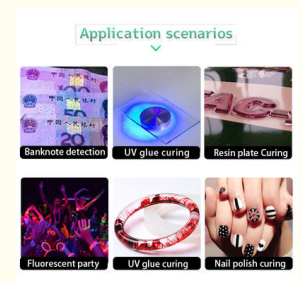 Application scenarios
Banknote detection
UV glue curing
Resin plate Curing
Fluorescent party
UV glue curing
Nail polish curing